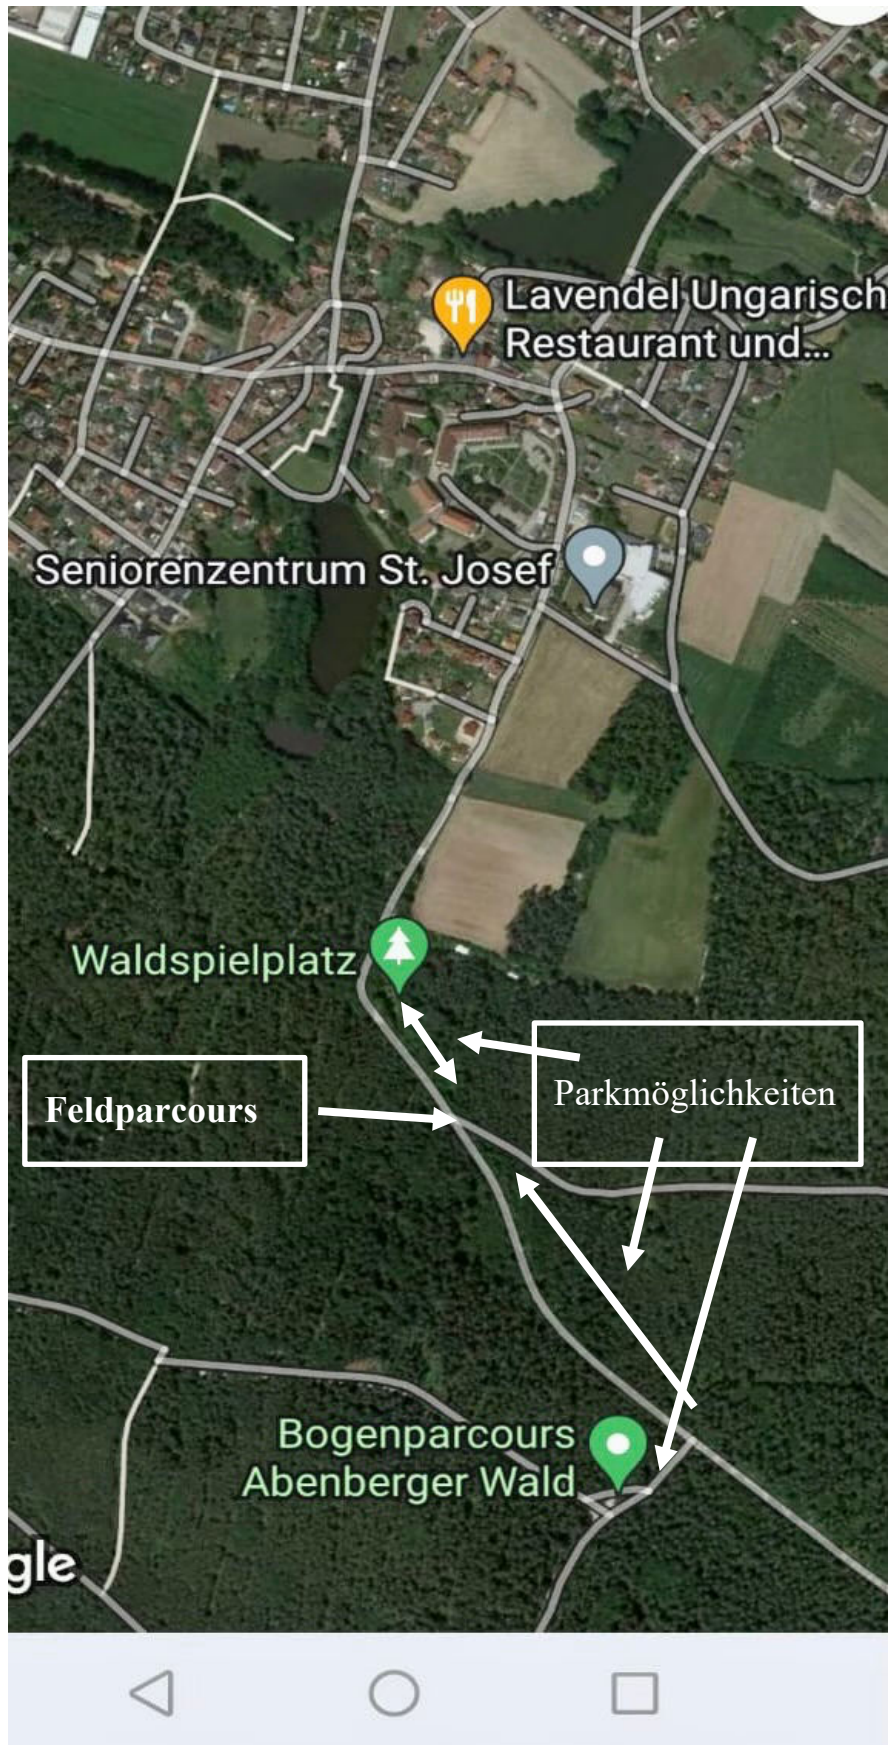 Lavendel Ungarisch
Restaurant und...
Seniorenzentrum St. Josef
Waldspielplatz
Parkmöglichkeiten
Feldparcours
Bogenparcours
Abenberger Wald
gle